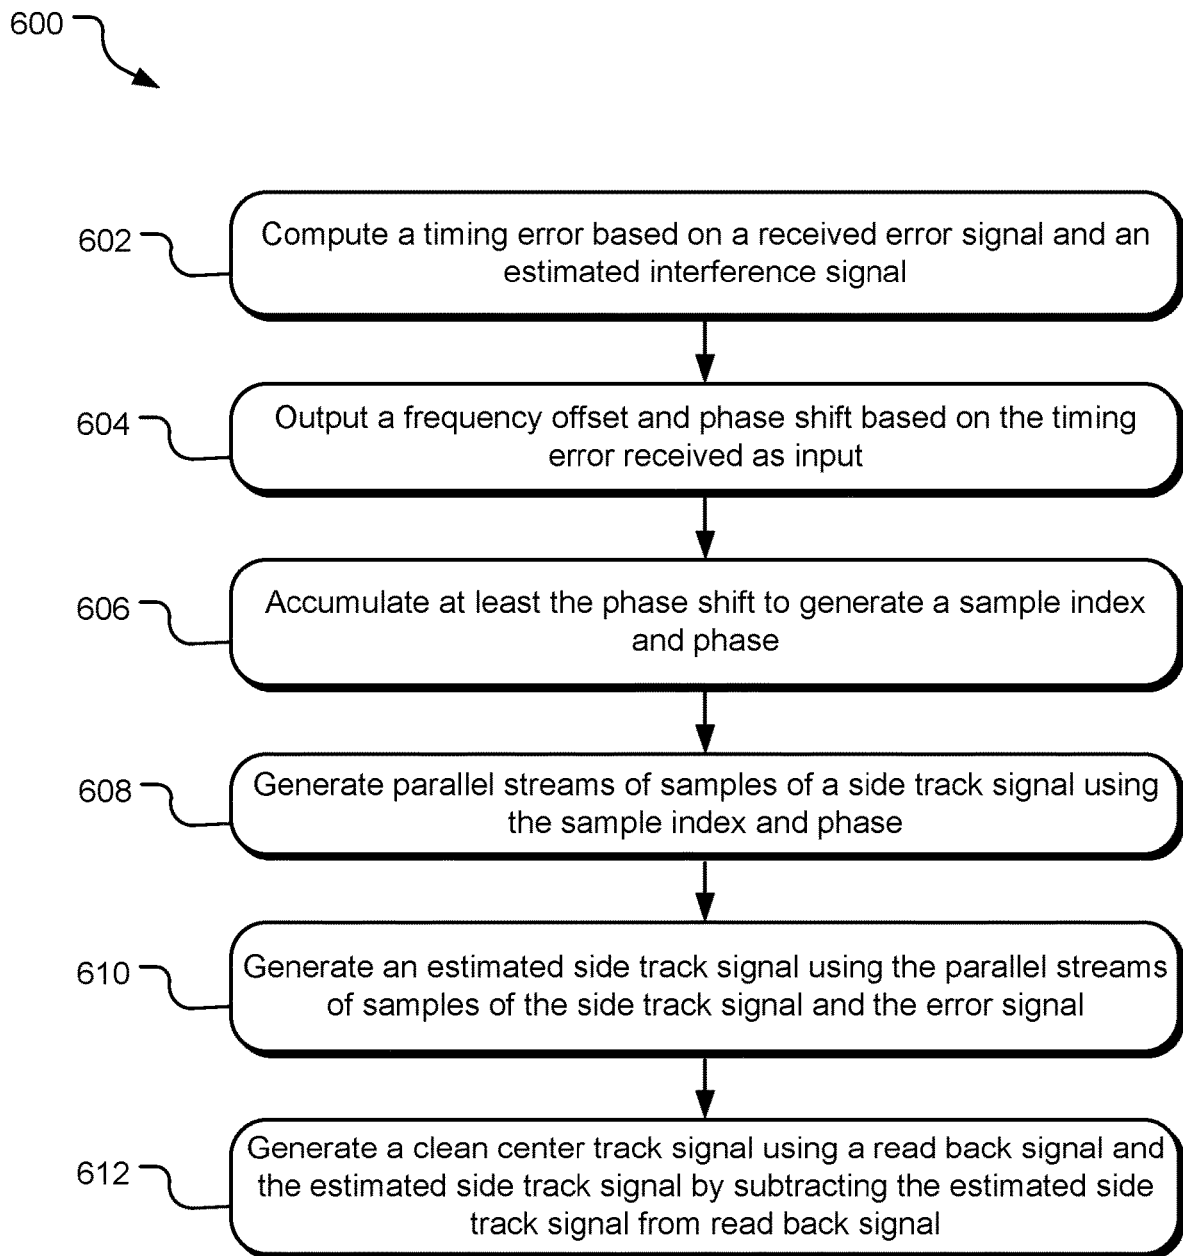 600
602
Compute a timing error based on a received error signal and an
estimated interference signal
604
Output a frequency offset and phase shift based on the timing
error received as input
606
Accumulate at least the phase shift to generate a sample index
and phase
608
Generate parallel streams of samples of a side track signal using
the sample index and phase
610
Generate an estimated side track signal using the parallel streams
of samples of the side track signal and the error signal
612
Generate a clean center track signal using a read back signal and
the estimated side track signal by subtracting the estimated side
track signal from read back signal